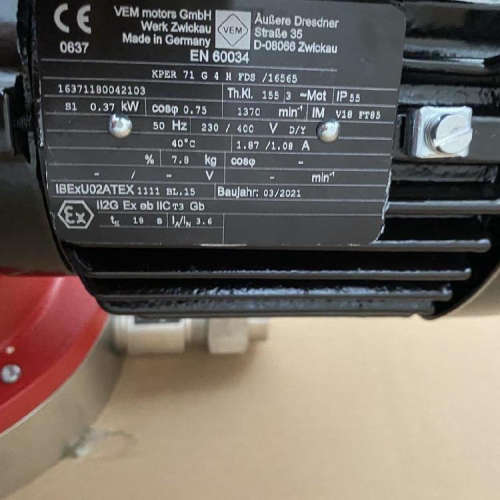 CE
0637
VEM motors GmbH
Werk Zwickau
Made in Germany
VEM
Äußere Dresdner
Straße 35
D-08066 Zwickau
EN 60034
KPER 71 G 4 H FDS /16565
16371180042103 Th.Kl. 155 3 ~Mot IP 55
S1 0.37 kW cosφ 0.75 1370 min⁻¹ IM V18 FT85
50 Hz 230 / 400 V D/Y
40°C 1.87 /1.08 A
% 7.8 kg cosφ -
- / - V - min⁻¹
IBExU02ATEX 1111 BL.15 Baujahr: 03/2021
Ex II2G Ex eb IIC T3 Gb
tE 18 s IA/IN 3.6